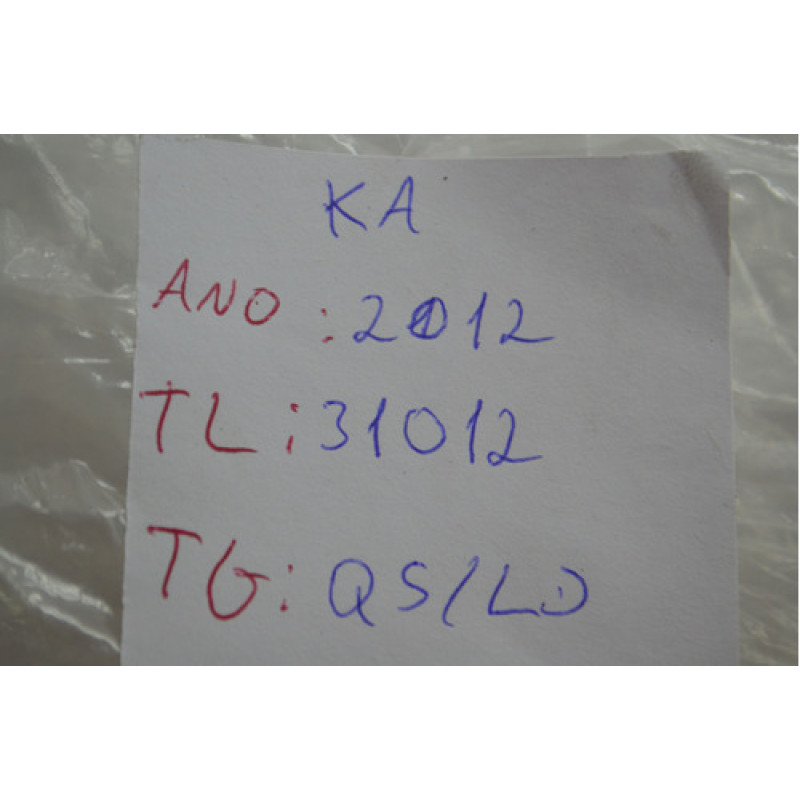 KA
ANO : 2012
TL : 31012
TG : QS/LD